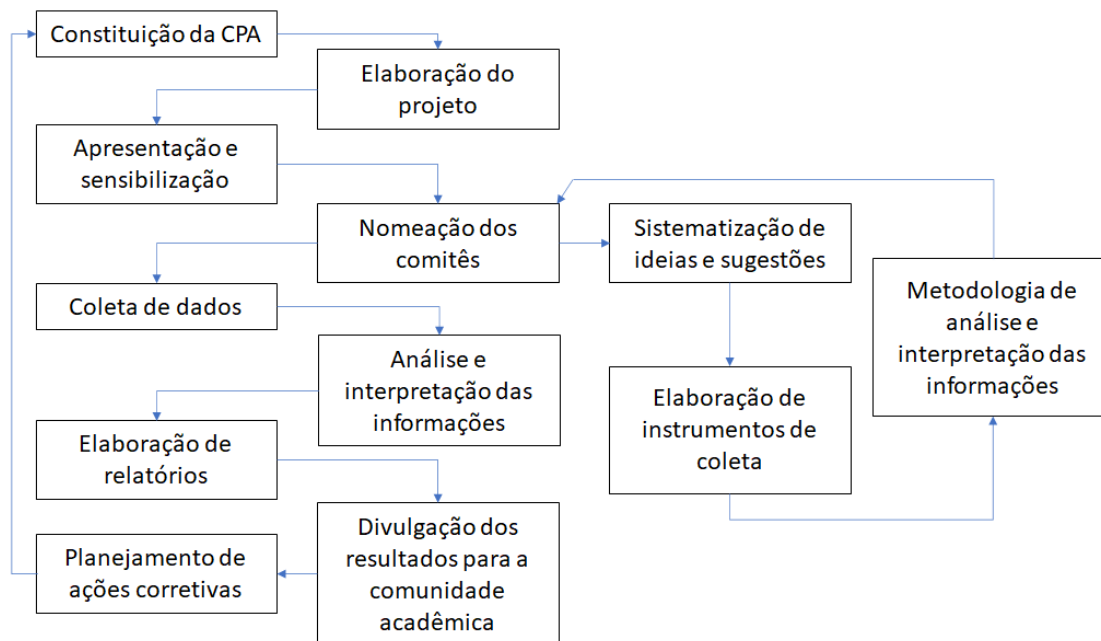 Constituição da CPA
Elaboração do
projeto
Apresentação e
sensibilização
Nomeação dos
comitês
Sistematização de
ideias e sugestões
Metodologia de
análise e
interpretação das
informações
Coleta de dados
Análise e
interpretação das
informações
Elaboração de
instrumentos de
coleta
Elaboração de
relatórios
Divulgação dos
resultados para a
comunidade
acadêmica
Planejamento de
ações corretivas